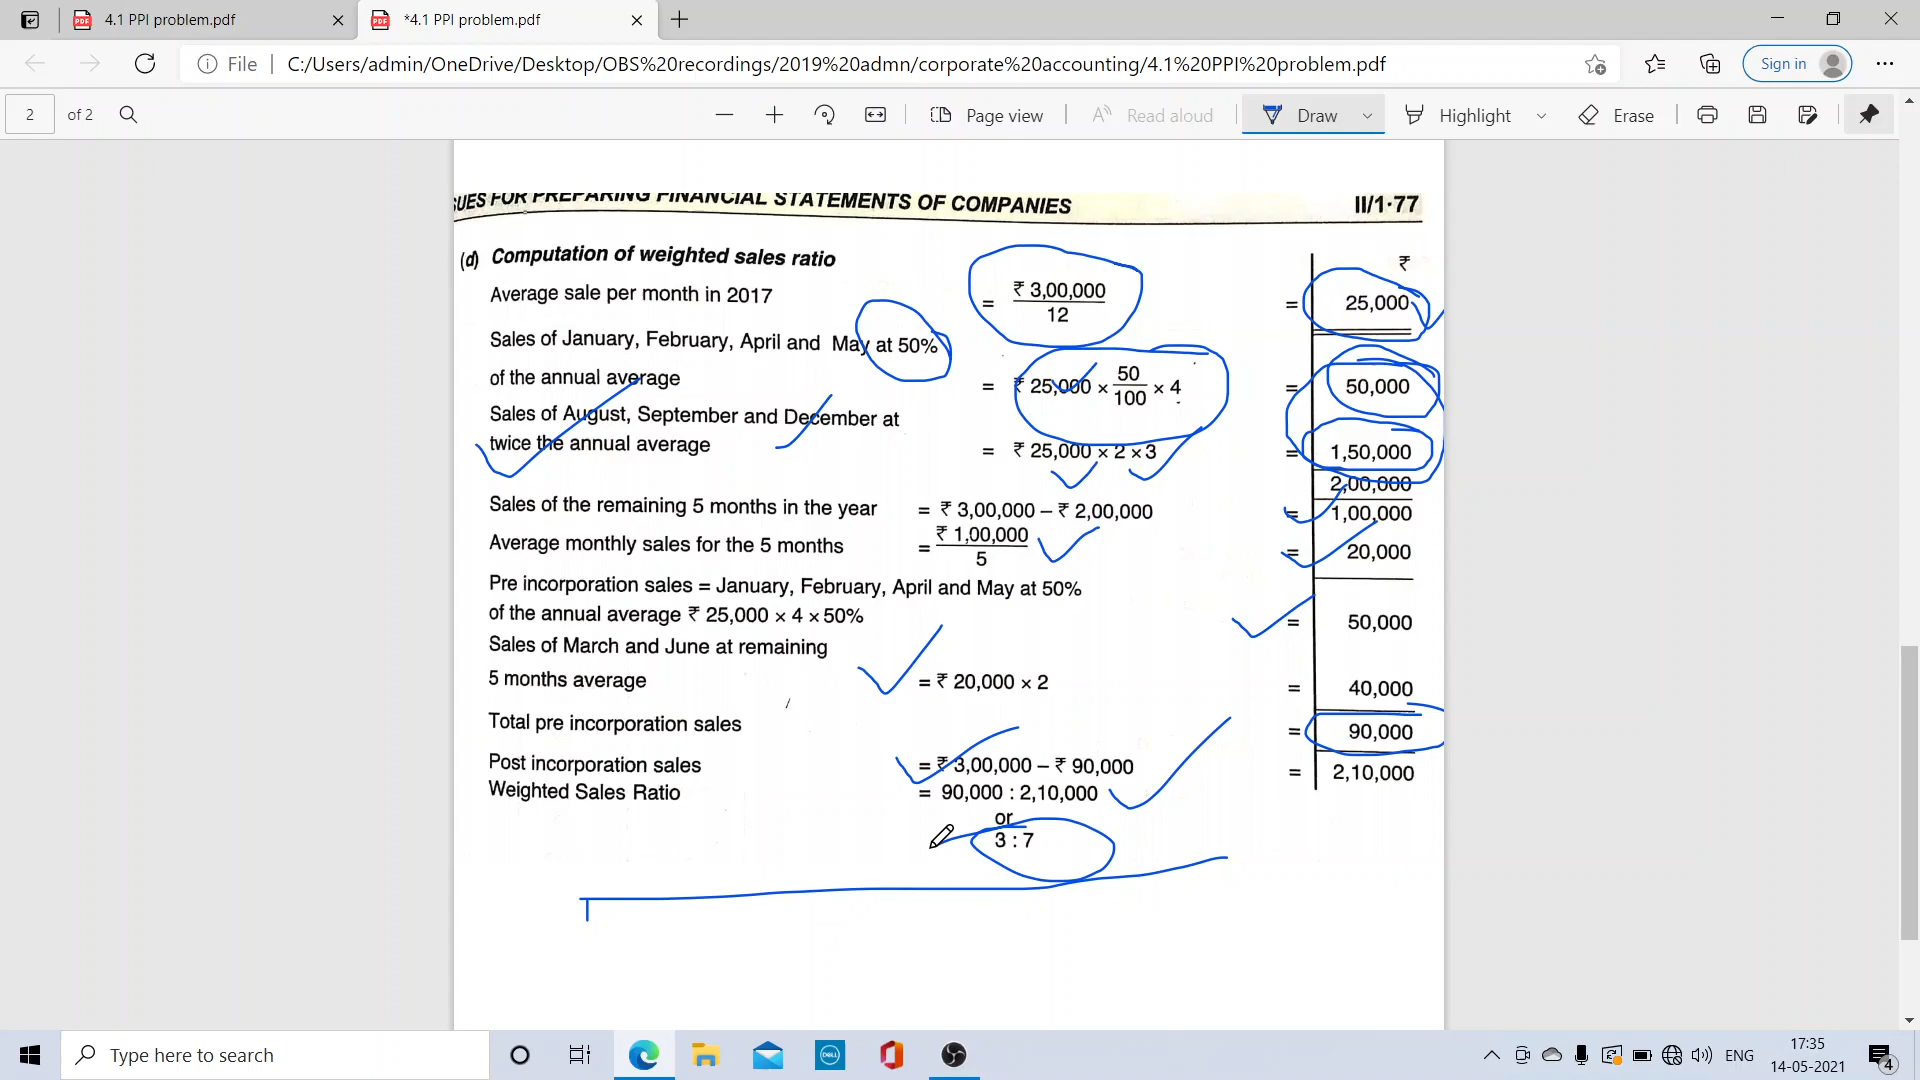 4.1 PPI problem.pdf
*4.1 PPI problem.pdf
File
C:/Users/admin/OneDrive/Desktop/OBS%20recordings/2019%20admn/corporate%20accounting/4.1%20PPI%20problem.pdf
Sign in
2 of 2
Page view
Read aloud
Draw
Highlight
Erase
SUES FOR PREPARING FINANCIAL STATEMENTS OF COMPANIES II/1·77
(d) Computation of weighted sales ratio ₹
Average sale per month in 2017 = ₹ 3,00,000 / 12 = 25,000
Sales of January, February, April and May at 50%
of the annual average = ₹ 25,000 × 50 / 100 × 4 = 50,000
Sales of August, September and December at
twice the annual average = ₹ 25,000 × 2 × 3 = 1,50,000
2,00,000
Sales of the remaining 5 months in the year = ₹ 3,00,000 – ₹ 2,00,000 = 1,00,000
Average monthly sales for the 5 months = ₹ 1,00,000 / 5 = 20,000
Pre incorporation sales = January, February, April and May at 50%
of the annual average ₹ 25,000 × 4 × 50% = 50,000
Sales of March and June at remaining
5 months average = ₹ 20,000 × 2 = 40,000
Total pre incorporation sales = 90,000
Post incorporation sales = ₹ 3,00,000 – ₹ 90,000 = 2,10,000
Weighted Sales Ratio = 90,000 : 2,10,000
or
3 : 7
Type here to search
DELL
ENG
17:35
14-05-2021
4